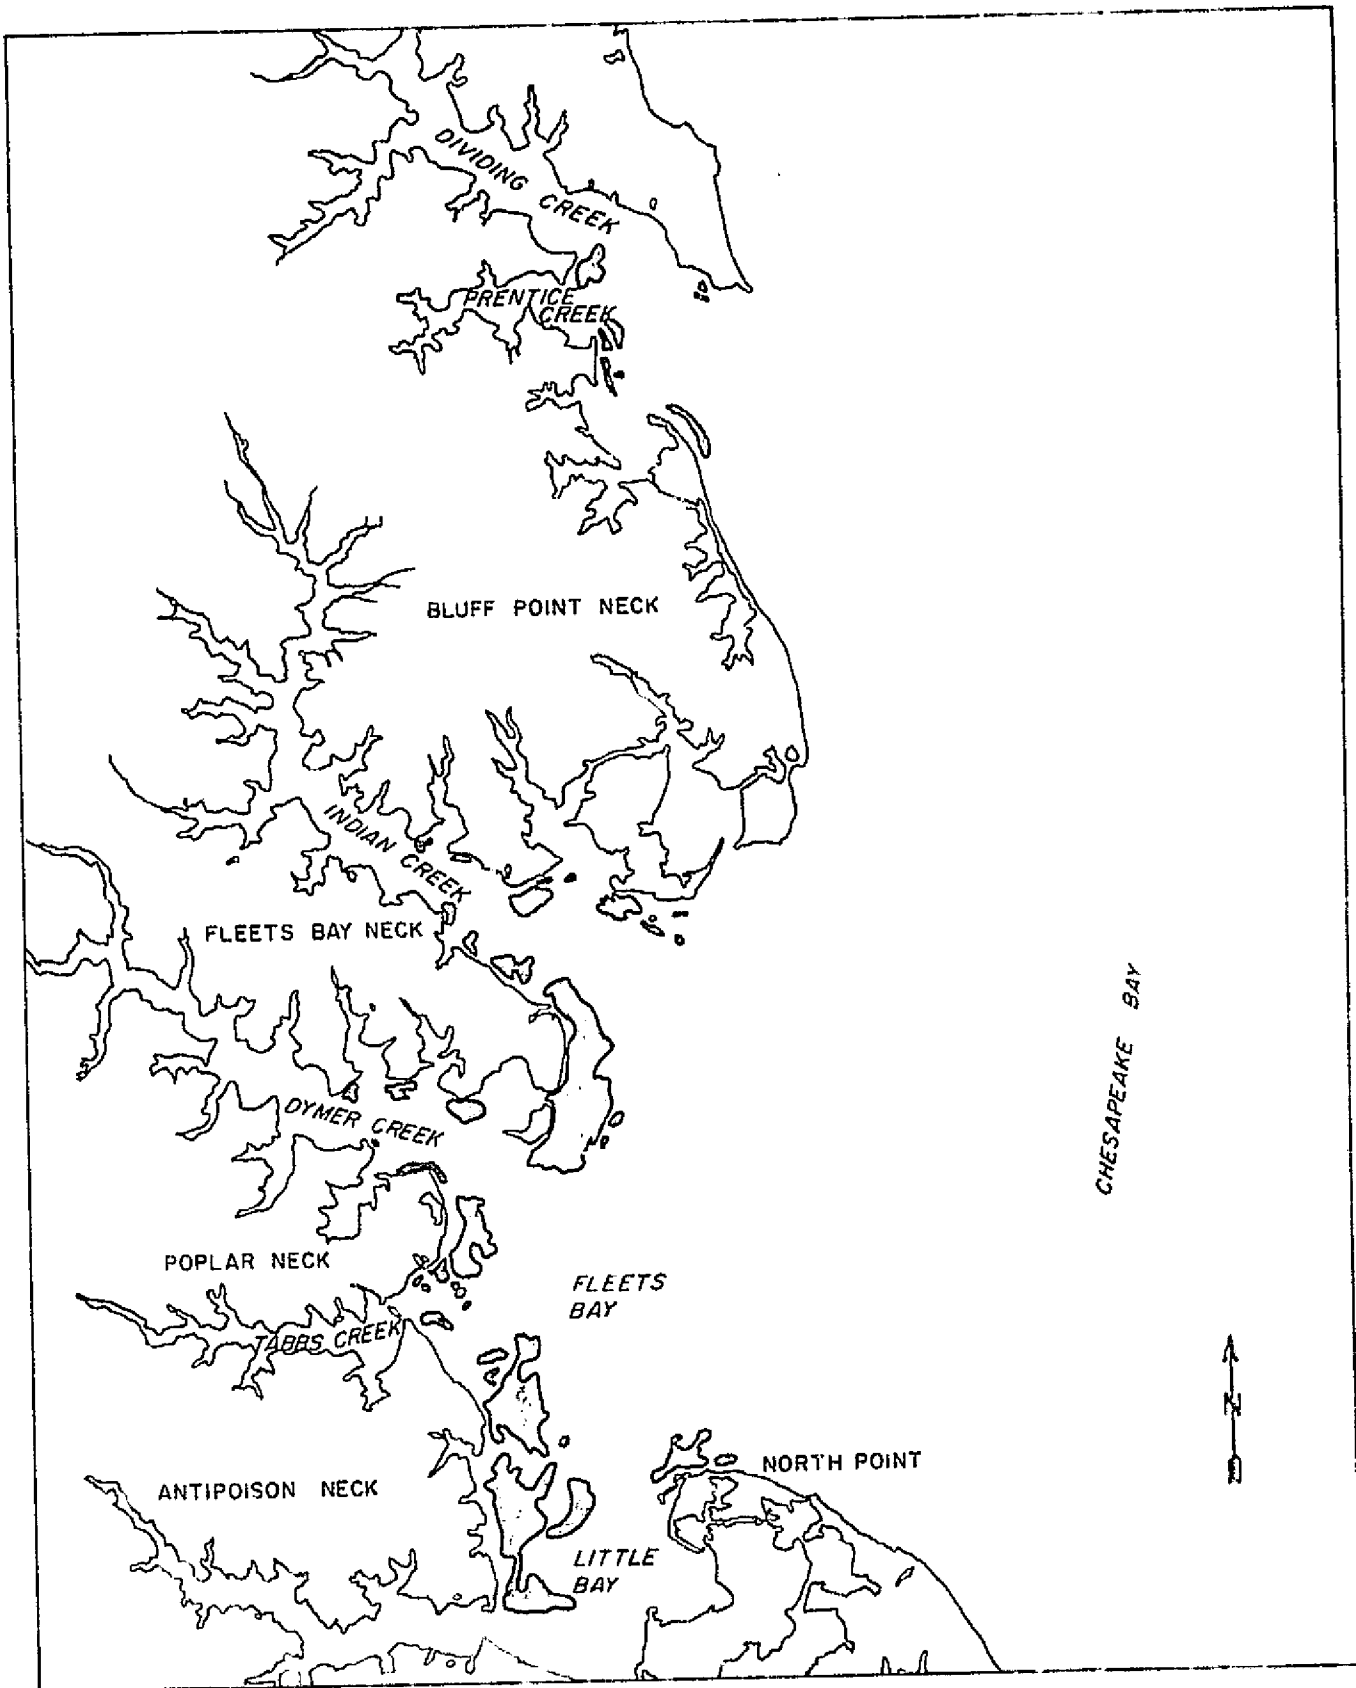 DIVIDING CREEK
PRENTICE
CREEK
BLUFF POINT NECK
INDIAN CREEK
FLEETS BAY NECK
CHESAPEAKE BAY
DYMER CREEK
POPLAR NECK
FLEETS
BAY
TABBS CREEK
N
NORTH POINT
ANTIPOISON NECK
LITTLE
BAY